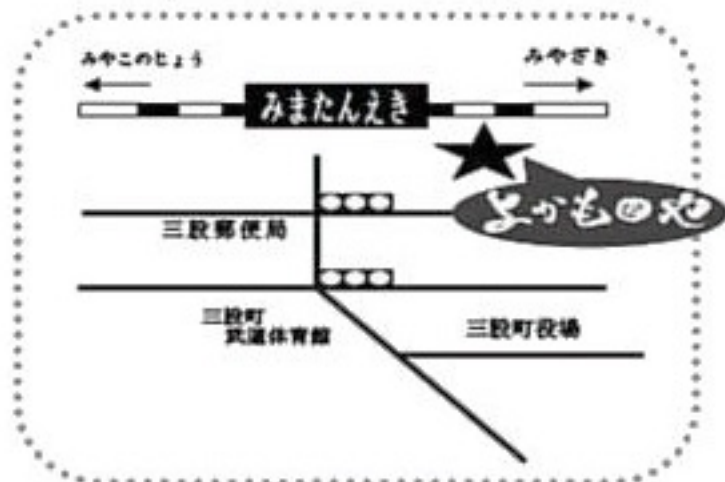 みやこのじょう
みやざき
みまたんえき
よかものや
三股郵便局
三股町
武道体育館
三股町役場